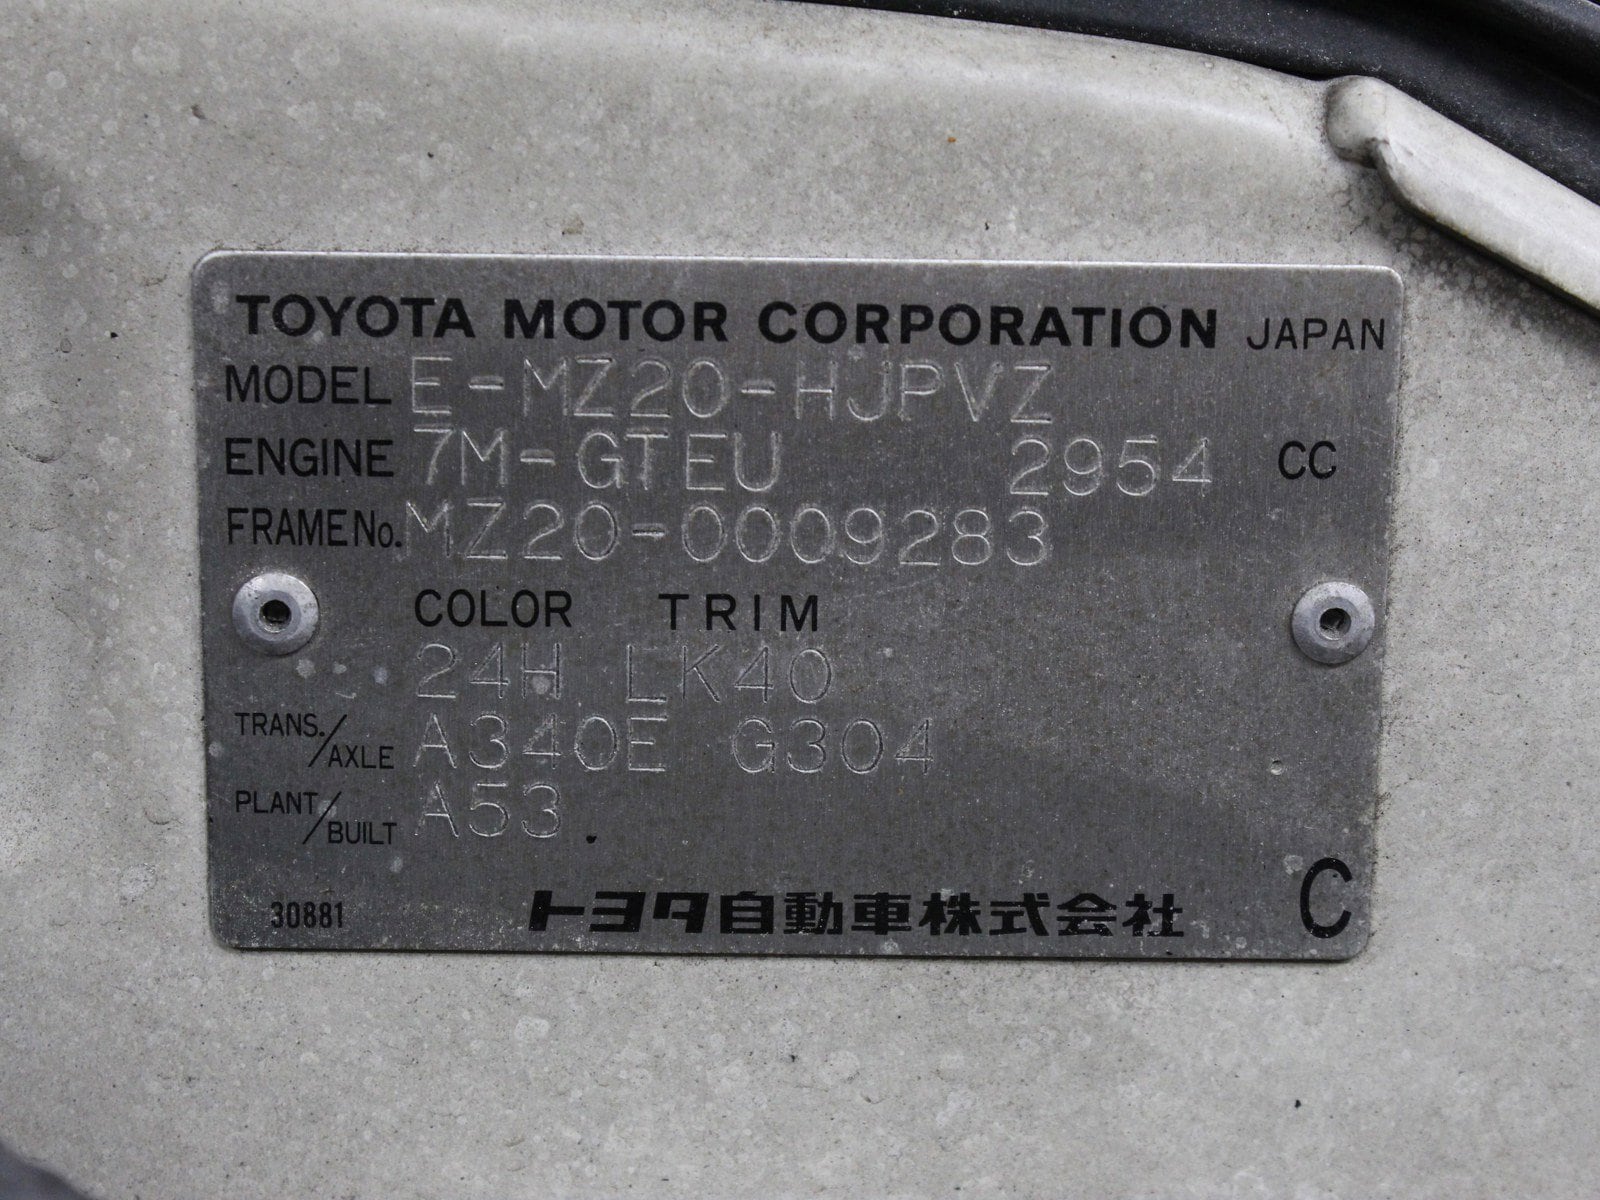 TOYOTA MOTOR CORPORATION JAPAN
MODEL E-MZ20-HJPVZ
ENGINE 7M-GTEU 2954 CC
FRAME No. MZ20-0009283
COLOR TRIM
24H LK40
TRANS./AXLE A340E G304
PLANT/BUILT A53
30881 トヨタ自動車株式会社 C